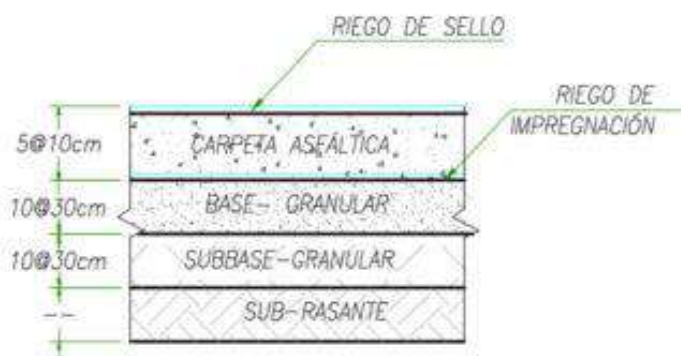 RIEGO DE SELLO
RIEGO DE
IMPREGNACIÓN
5@10cm
CARPETA ASFÁLTICA
10@30cm
BASE- GRANULAR
10@30cm
SUBBASE-GRANULAR
--
SUB-RASANTE